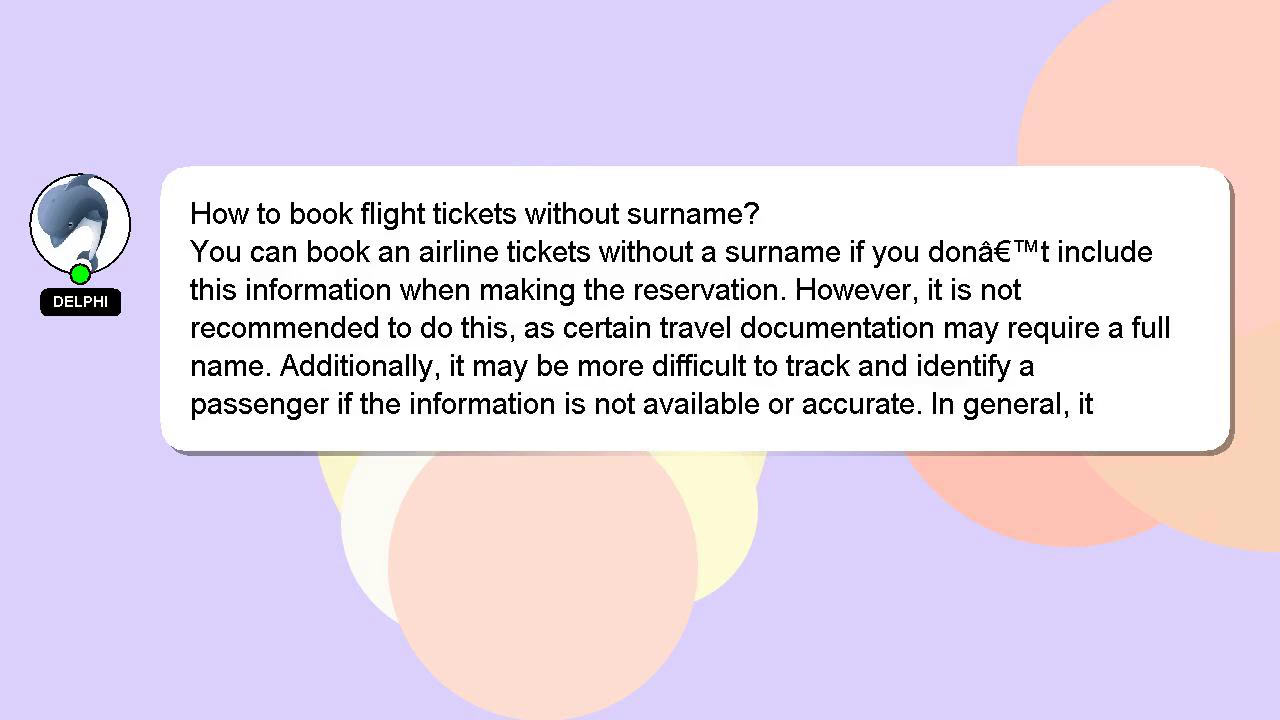 How to book flight tickets without surname?
You can book an airline tickets without a surname if you donâ€™t include
this information when making the reservation. However, it is not
recommended to do this, as certain travel documentation may require a full
name. Additionally, it may be more difficult to track and identify a
passenger if the information is not available or accurate. In general, it
DELPHI